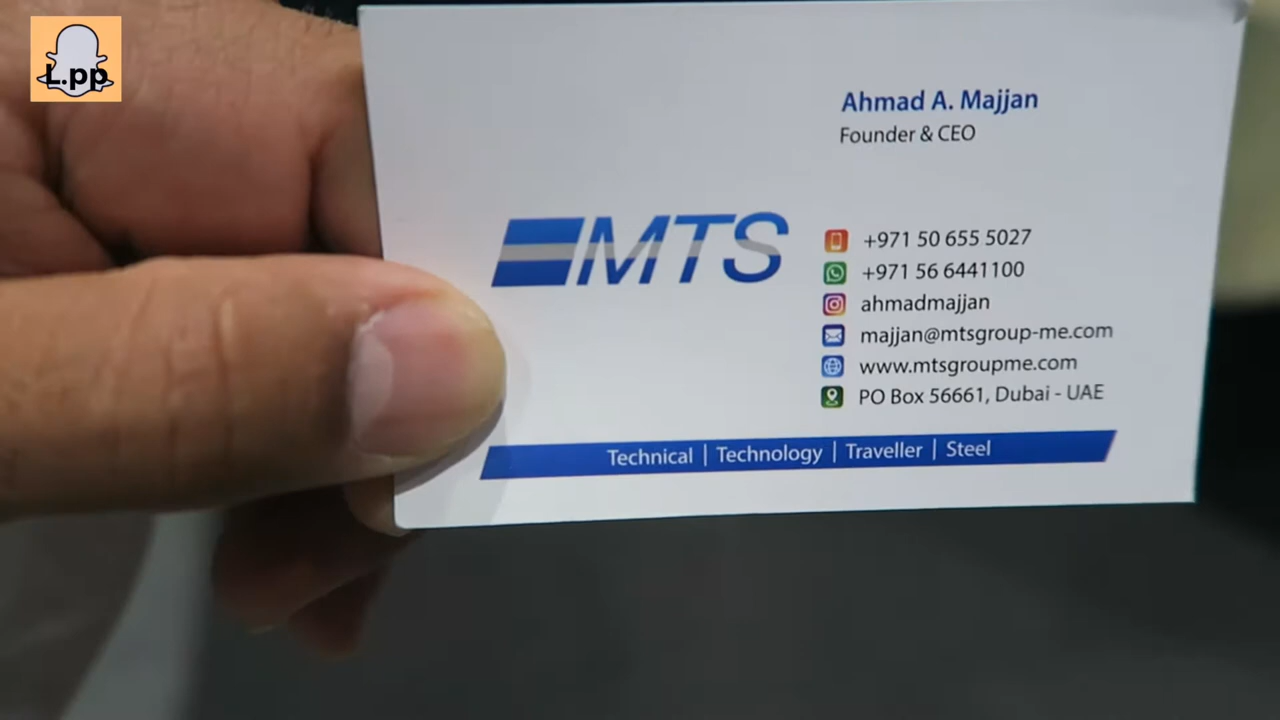 L.pp
Ahmad A. Majjan
Founder & CEO
MTS
+971 50 655 5027
+971 56 6441100
ahmadmajjan
majjan@mtsgroup-me.com
www.mtsgroupme.com
PO Box 56661, Dubai - UAE
Technical | Technology | Traveller | Steel